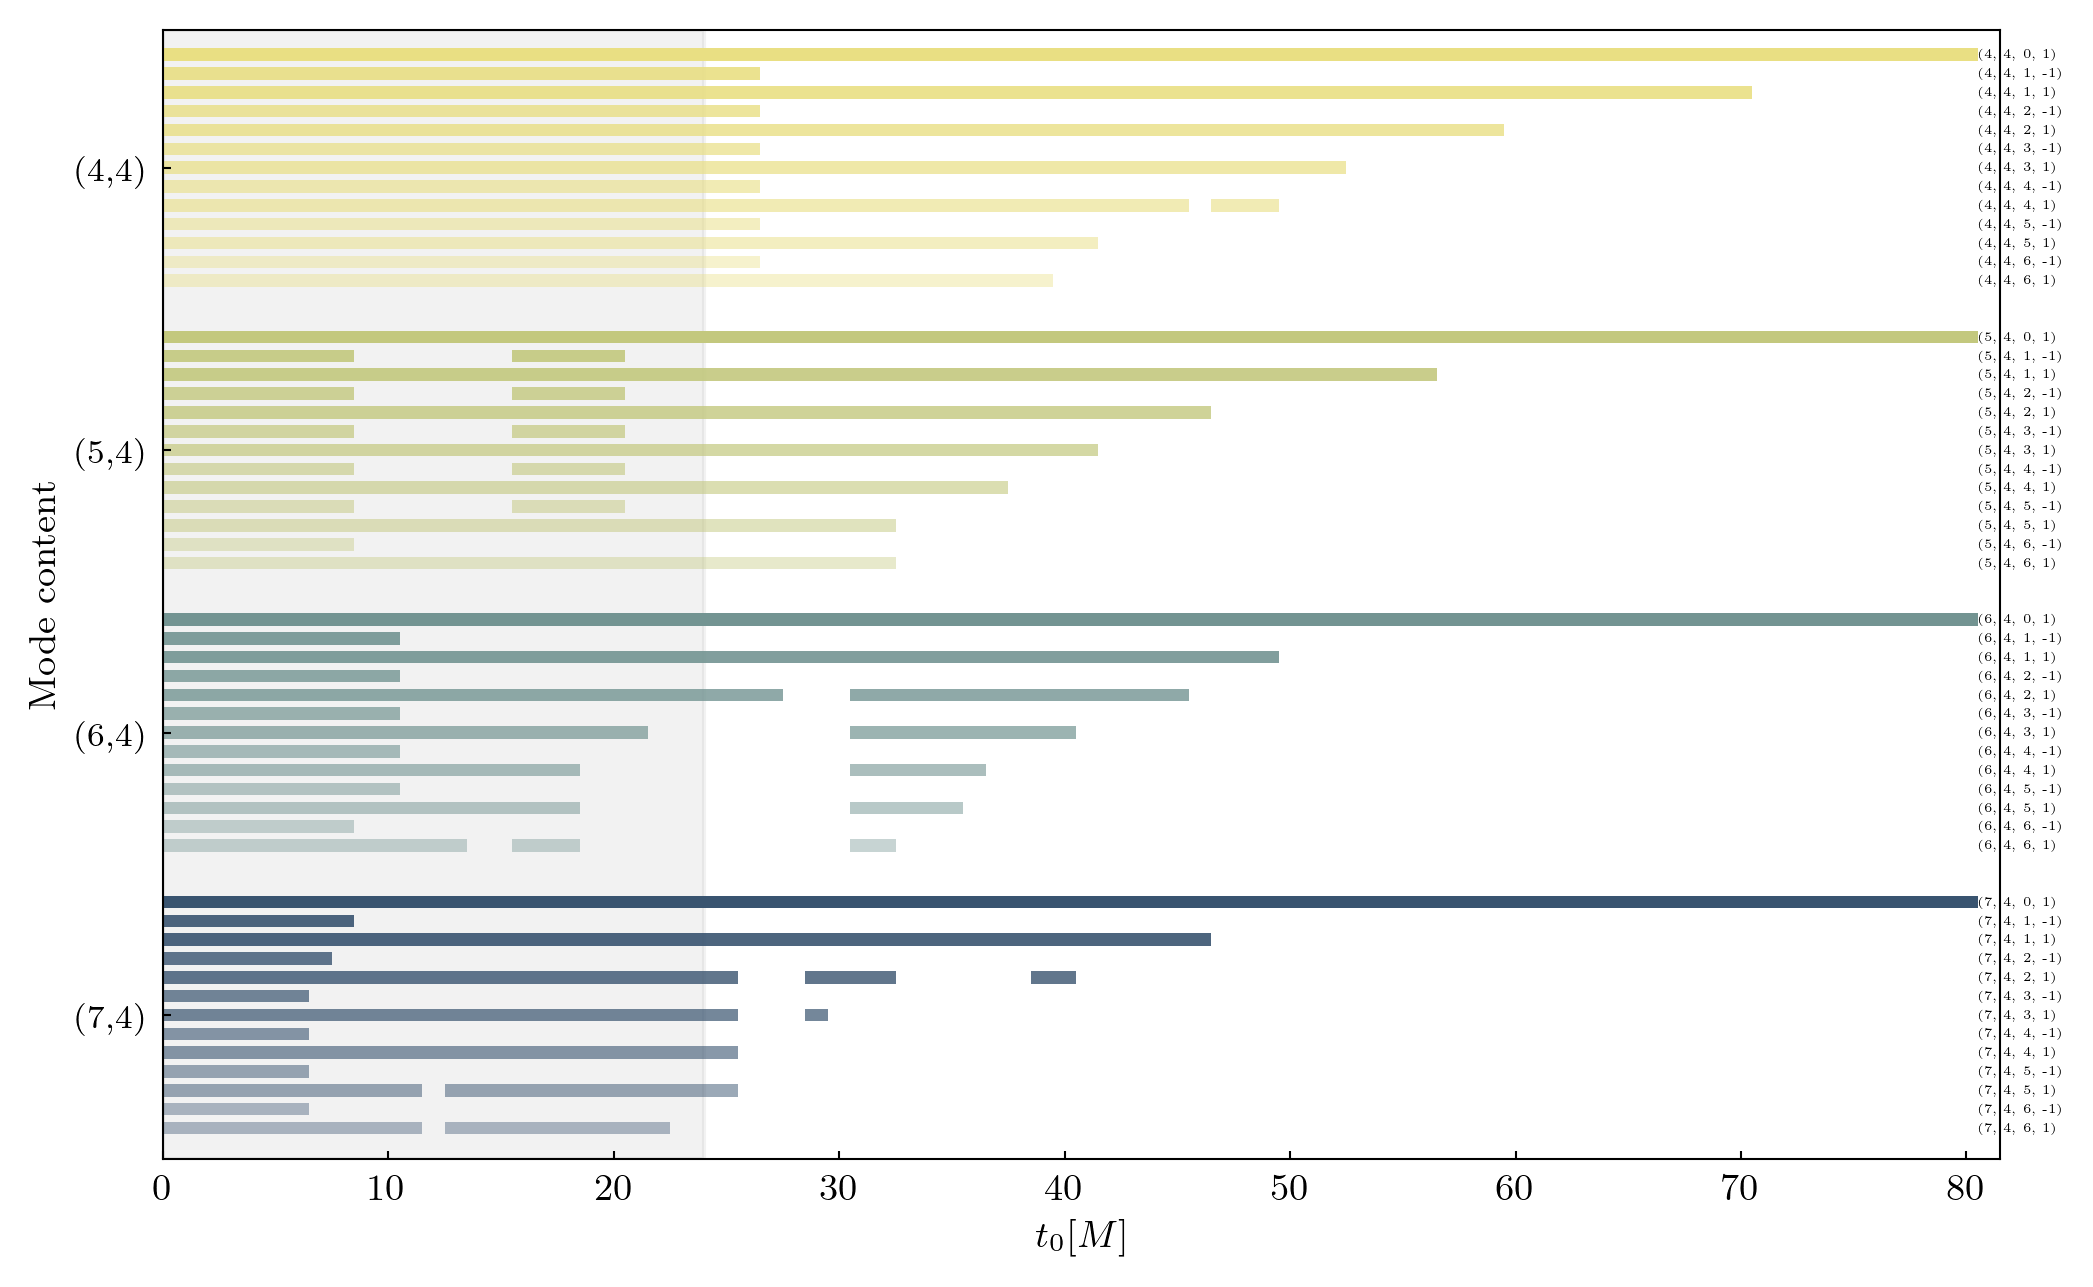 (4, 4, 0, 1)
(4, 4, 1, -1)
(4, 4, 1, 1)
(4, 4, 2, -1)
(4, 4, 2, 1)
(4, 4, 3, -1)
(4,4)
(4, 4, 3, 1)
(4, 4, 4, -1)
(4, 4, 4, 1)
(4, 4, 5, -1)
(4, 4, 5, 1)
(4, 4, 6, -1)
(4, 4, 6, 1)
(5, 4, 0, 1)
(5, 4, 1, -1)
(5, 4, 1, 1)
(5, 4, 2, -1)
(5, 4, 2, 1)
(5, 4, 3, -1)
(5,4)
(5, 4, 3, 1)
(5, 4, 4, -1)
(5, 4, 4, 1)
(5, 4, 5, -1)
(5, 4, 5, 1)
(5, 4, 6, -1)
(5, 4, 6, 1)
Mode content
(6, 4, 0, 1)
(6, 4, 1, -1)
(6, 4, 1, 1)
(6, 4, 2, -1)
(6, 4, 2, 1)
(6, 4, 3, -1)
(6,4)
(6, 4, 3, 1)
(6, 4, 4, -1)
(6, 4, 4, 1)
(6, 4, 5, -1)
(6, 4, 5, 1)
(6, 4, 6, -1)
(6, 4, 6, 1)
(7, 4, 0, 1)
(7, 4, 1, -1)
(7, 4, 1, 1)
(7, 4, 2, -1)
(7, 4, 2, 1)
(7, 4, 3, -1)
(7,4)
(7, 4, 3, 1)
(7, 4, 4, -1)
(7, 4, 4, 1)
(7, 4, 5, -1)
(7, 4, 5, 1)
(7, 4, 6, -1)
(7, 4, 6, 1)
0 10 20 30 40 50 60 70 80
t₀[M]